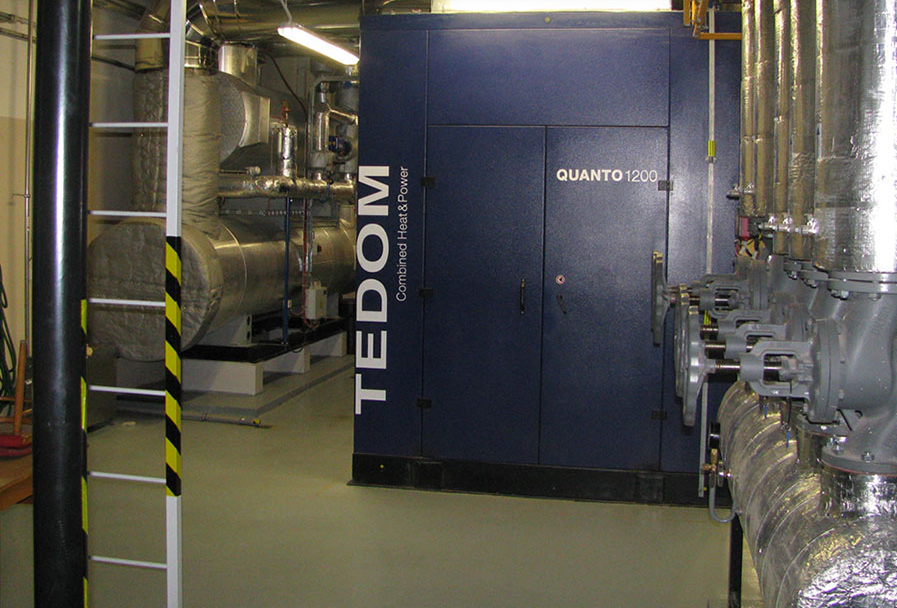 TEDOM
Combined Heat & Power
QUANTO 1200